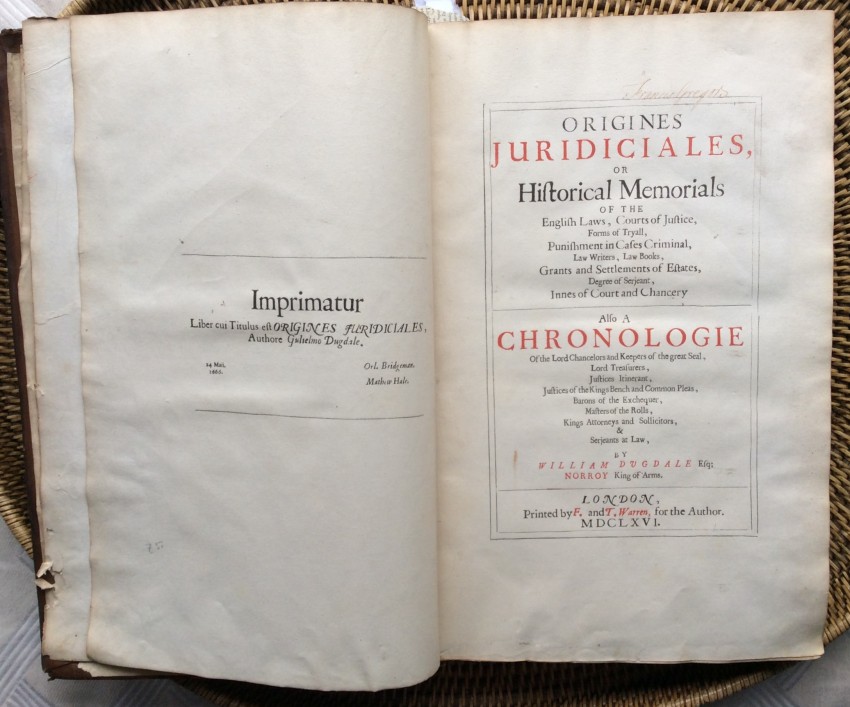 Imprimatur
Liber cui Titulus eſt ORIGINES JURIDICIALES,
Authore Gulielmo Dugdale.
24 Mai,
Orl. Bridgeman.
Mathew Hale.
ORIGINES
JURIDICIALES,
OR
Hiſtorical Memorials
OF THE
Engliſh Laws, Courts of Juſtice,
Forms of Tryall,
Puniſhment in Caſes Criminal,
Law Writers, Law Books,
Grants and Settlements of Eſtates,
Degree of Serjeant,
Innes of Court and Chancery
Alſo A
CHRONOLOGIE
Of the Lord Chancelors and Keepers of the great Seal,
Lord Treaſurers,
Juſtices Itinerant,
Juſtices of the Kings Bench and Common Pleas,
Barons of the Exchequer,
Maſters of the Rolls,
Kings Attorneys and Sollicitors,
&
Serjeants at Law,
BY
WILLIAM DUGDALE Eſq;
NORROY King of Arms.
LONDON,
Printed by F. and T. Warren, for the Author.
MDCLXVI.